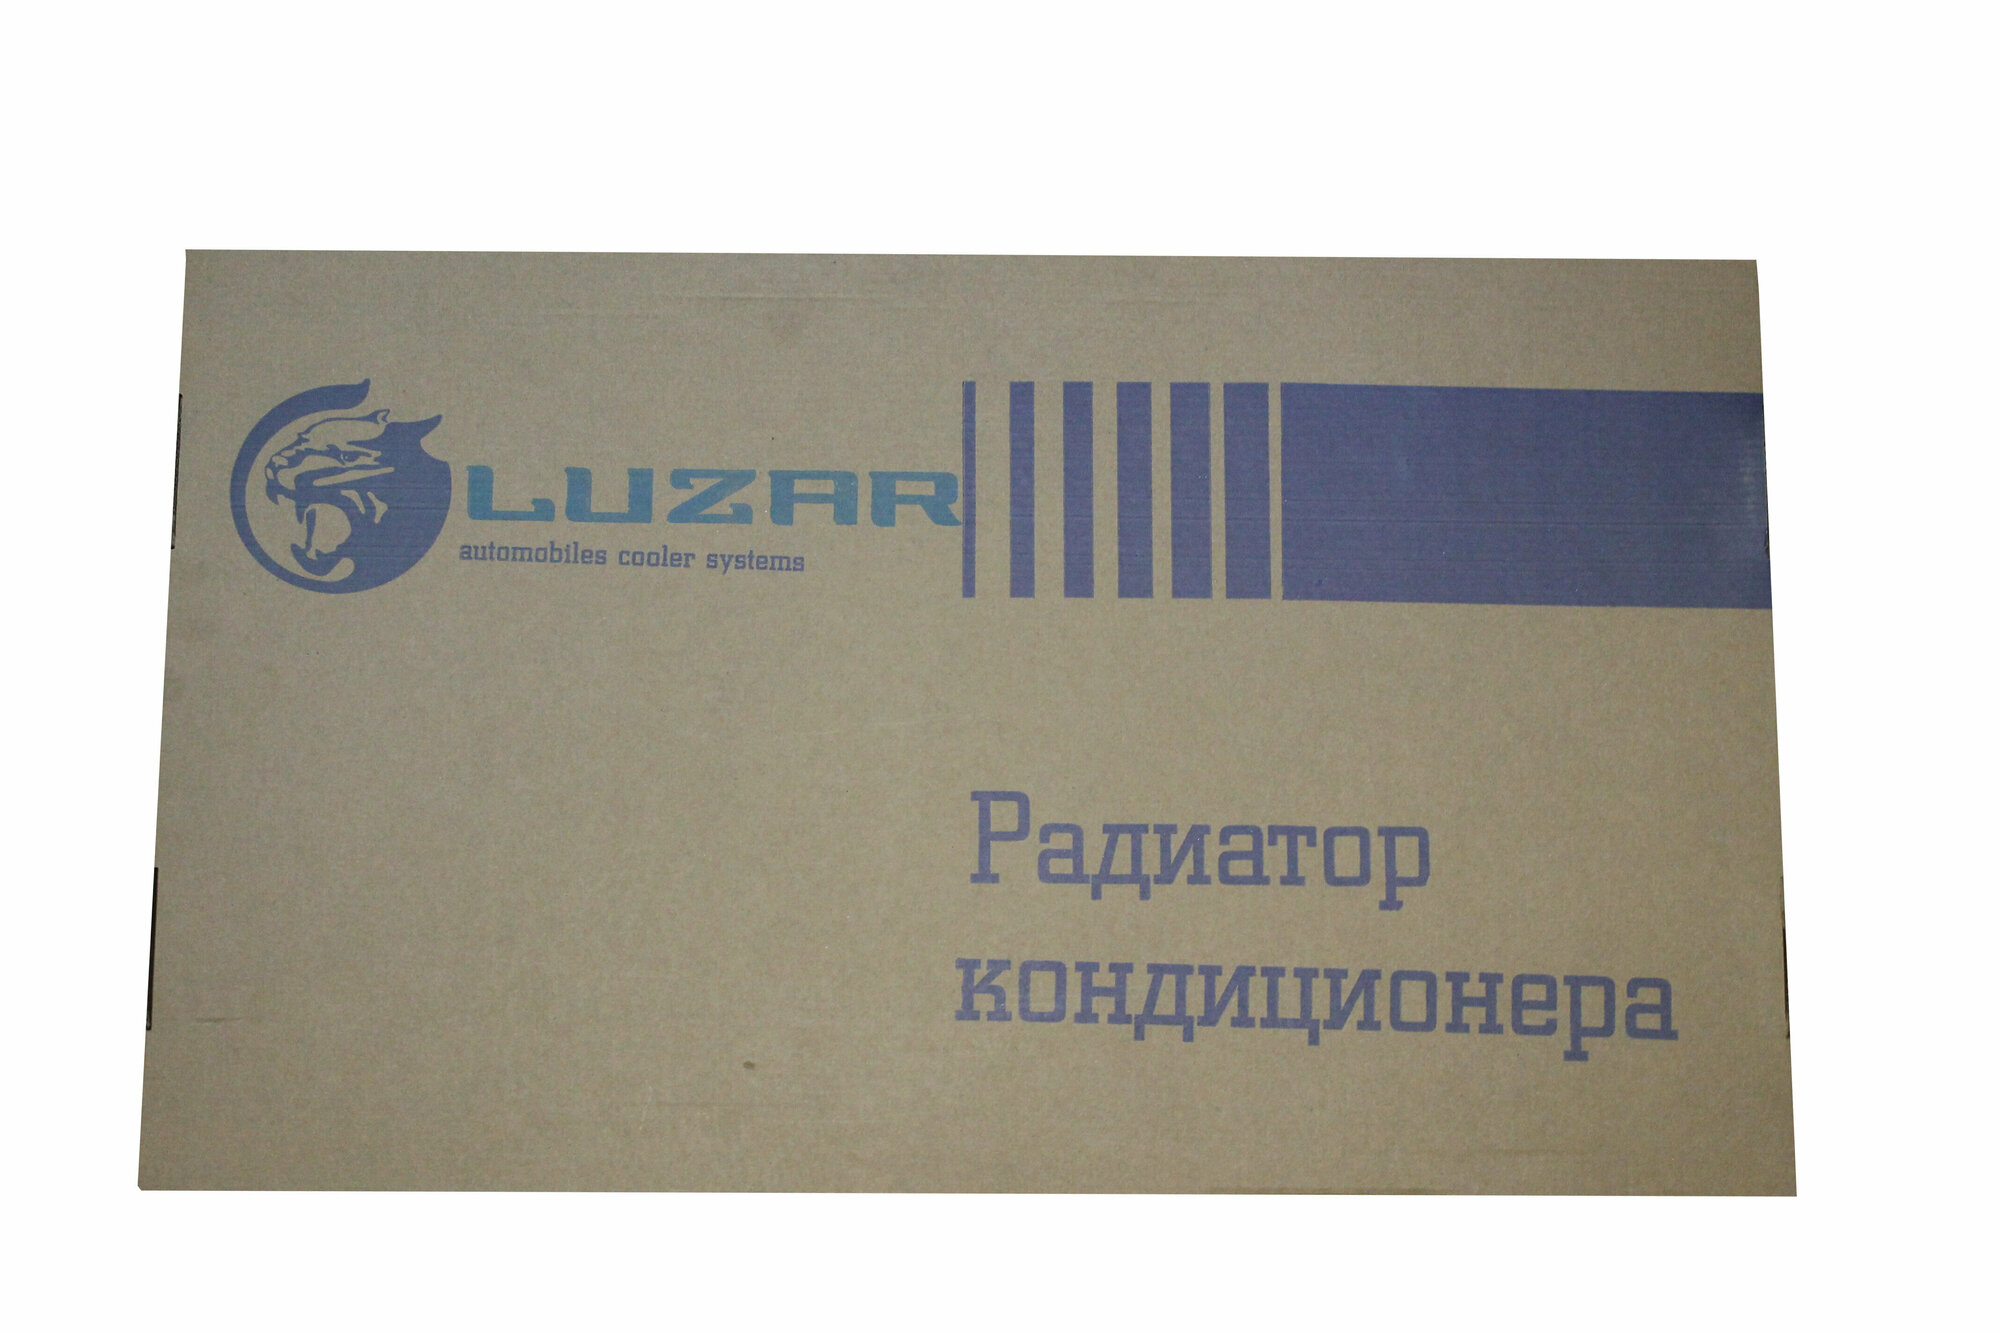 LUZAR
automobiles cooler systems
Радиатор
кондиционера